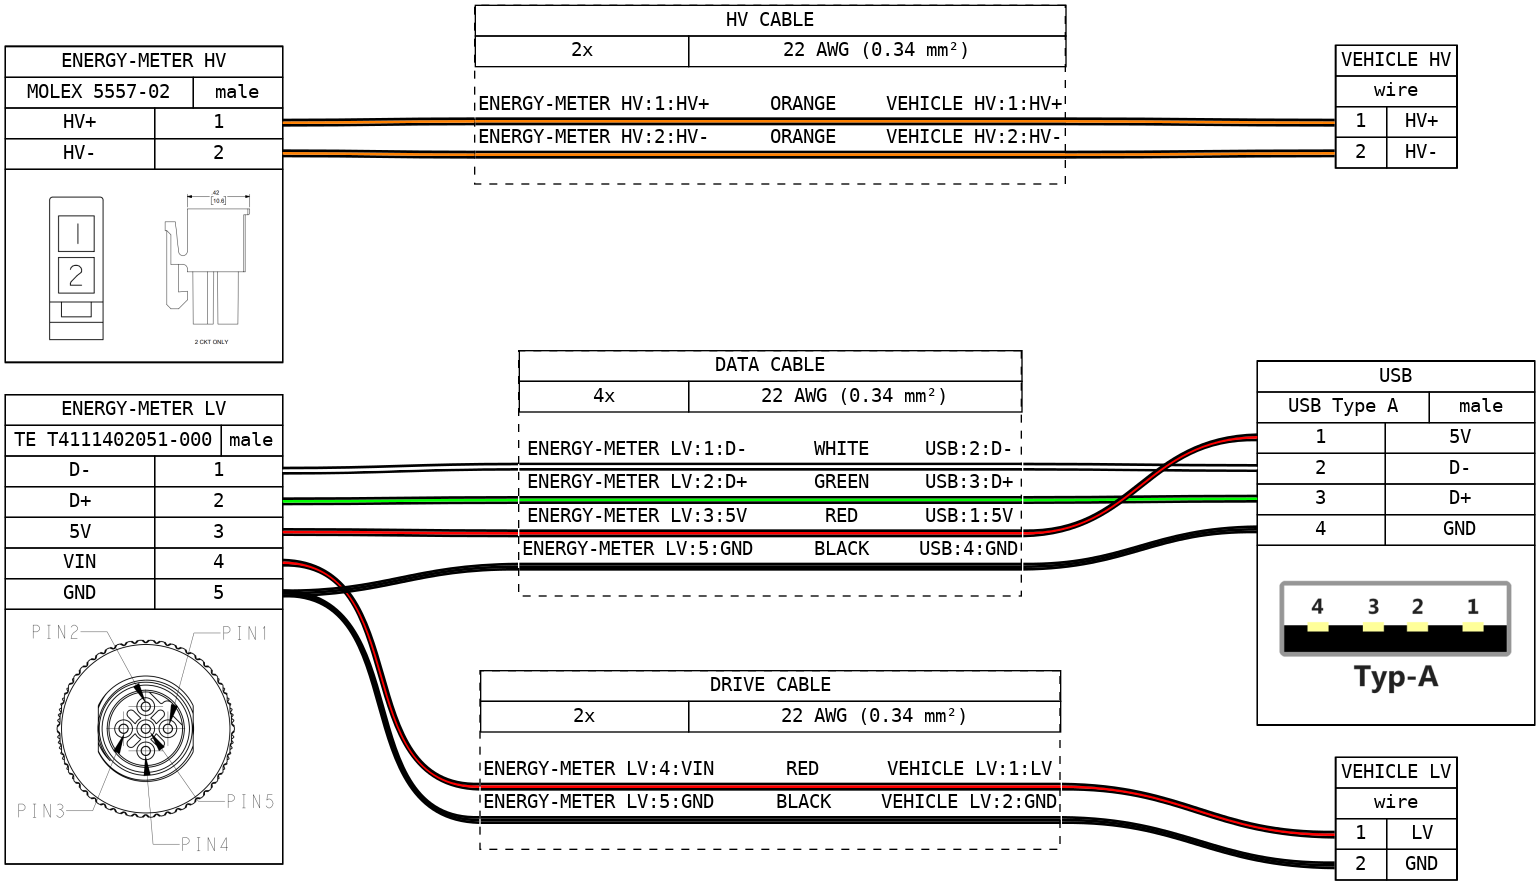 HV CABLE
2x 22 AWG (0.34 mm²)
ENERGY-METER HV:1:HV+ ORANGE VEHICLE HV:1:HV+
ENERGY-METER HV:2:HV- ORANGE VEHICLE HV:2:HV-
ENERGY-METER HV
MOLEX 5557-02 male
HV+ 1
HV- 2
.42
[10.6]
1
2
2 CKT ONLY
VEHICLE HV
wire
1 HV+
2 HV-
DATA CABLE
4x 22 AWG (0.34 mm²)
ENERGY-METER LV:1:D- WHITE USB:2:D-
ENERGY-METER LV:2:D+ GREEN USB:3:D+
ENERGY-METER LV:3:5V RED USB:1:5V
ENERGY-METER LV:5:GND BLACK USB:4:GND
ENERGY-METER LV
TE T4111402051-000 male
D- 1
D+ 2
5V 3
VIN 4
GND 5
PIN2 PIN1
PIN3 PIN5
PIN4
USB
USB Type A male
1 5V
2 D-
3 D+
4 GND
4 3 2 1
Typ-A
DRIVE CABLE
2x 22 AWG (0.34 mm²)
ENERGY-METER LV:4:VIN RED VEHICLE LV:1:LV
ENERGY-METER LV:5:GND BLACK VEHICLE LV:2:GND
VEHICLE LV
wire
1 LV
2 GND